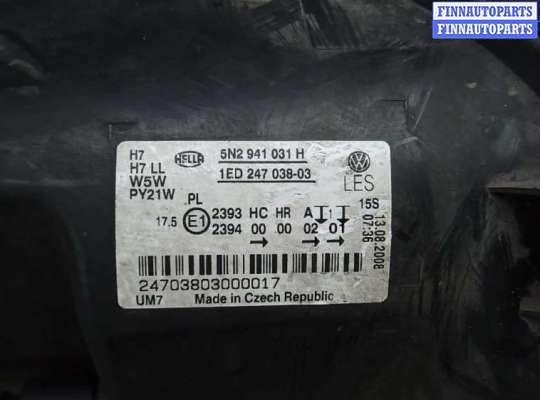 FINNAUTOPARTS
FINNAUTOPARTS
H7
H7 LL
W5W
PY21W
HELLA
5N2 941 031 H
1ED 247 038-03
LES
PL
17.5 E1 2393 HC HR A 1
2394 00 00 02 01
15S
13.08.2008
07:36
24703803000017
UM7 Made in Czech Republic